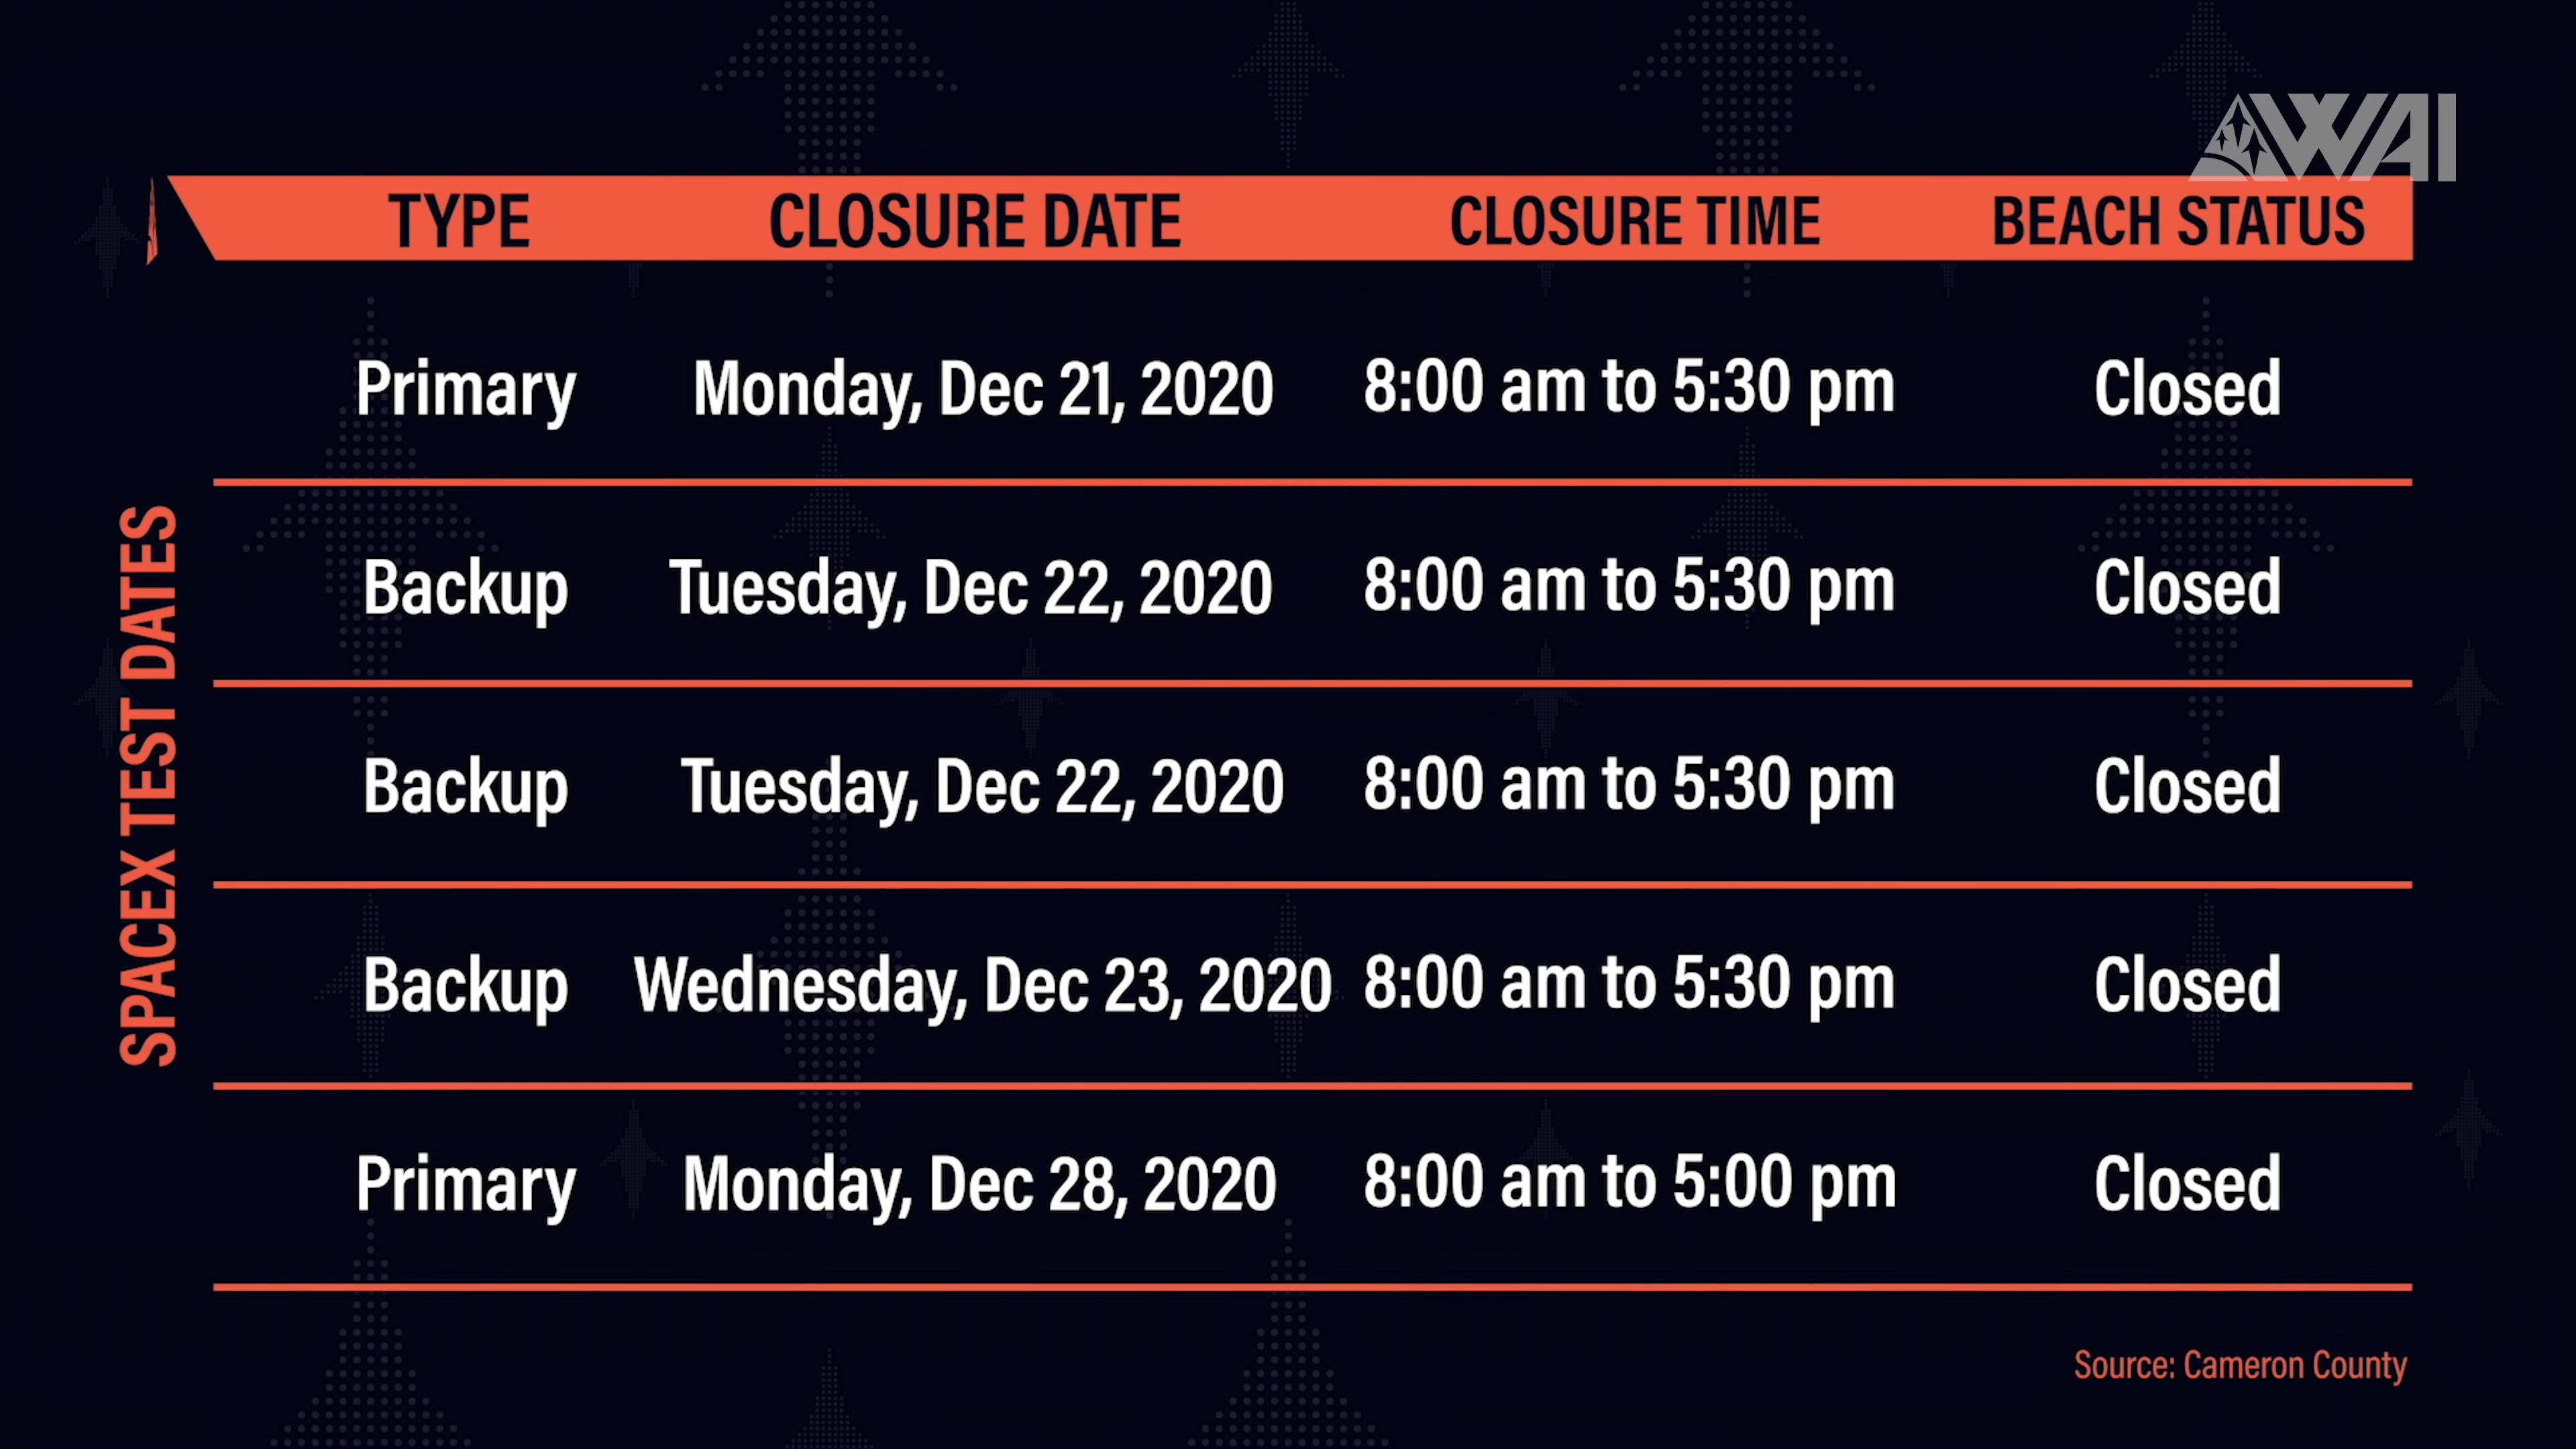 WAI
TYPE CLOSURE DATE CLOSURE TIME BEACH STATUS
Primary Monday, Dec 21, 2020 8:00 am to 5:30 pm Closed
Backup Tuesday, Dec 22, 2020 8:00 am to 5:30 pm Closed
Backup Tuesday, Dec 22, 2020 8:00 am to 5:30 pm Closed
Backup Wednesday, Dec 23, 2020 8:00 am to 5:30 pm Closed
Primary Monday, Dec 28, 2020 8:00 am to 5:00 pm Closed
SPACEX TEST DATES
Source: Cameron County